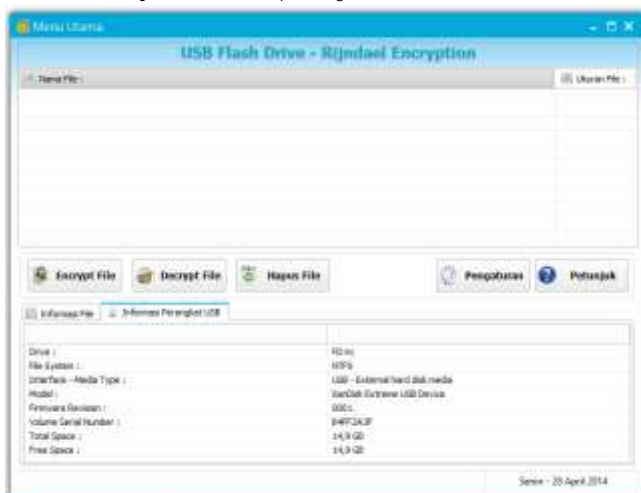 Menu Utama
USB Flash Drive - Rijndael Encryption
Nama File : Ukuran File :
Encrypt File Decrypt File Hapus File Pengaturan Petunjuk
Informasi File Informasi Perangkat USB
Drive :
File System : NTFS
Interface - Media Type : USB - External hard disk media
Model : SanDisk Extreme USB Device
Firmware Revision : 0001
Volume Serial Number :
Total Space : 14,9 GB
Free Space : 14,9 GB
Senin - 28 April 2014